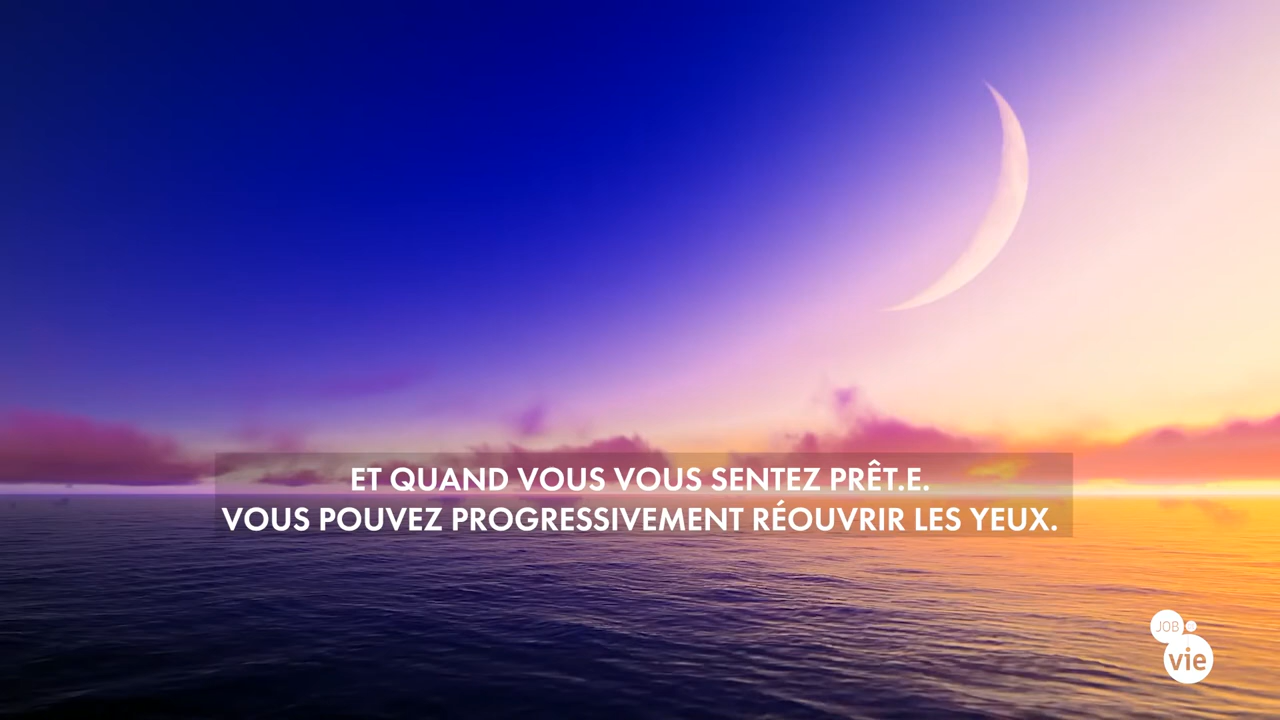 ET QUAND VOUS VOUS SENTEZ PRÊT.E.
VOUS POUVEZ PROGRESSIVEMENT RÉOUVRIR LES YEUX.
JOB
vie